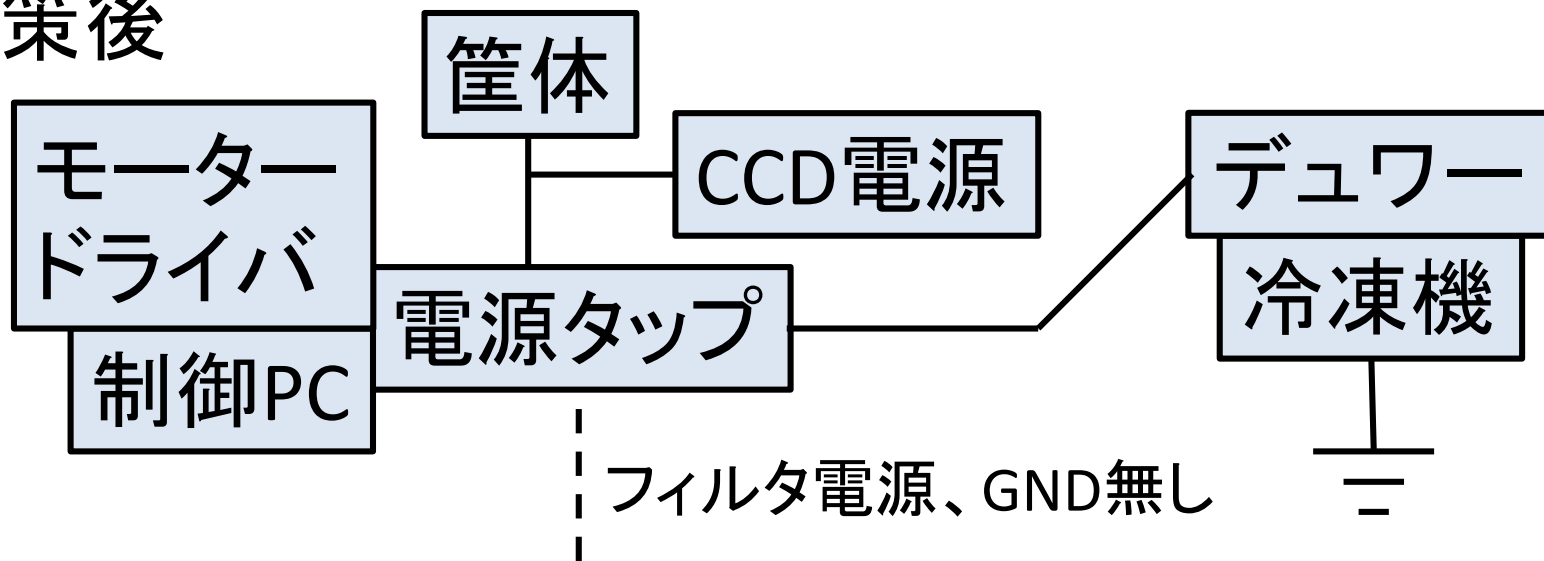 策後
筐体
モーター
ドライバ
CCD電源
デュワー
電源タップ
冷凍機
制御PC
フィルタ電源、GND無し